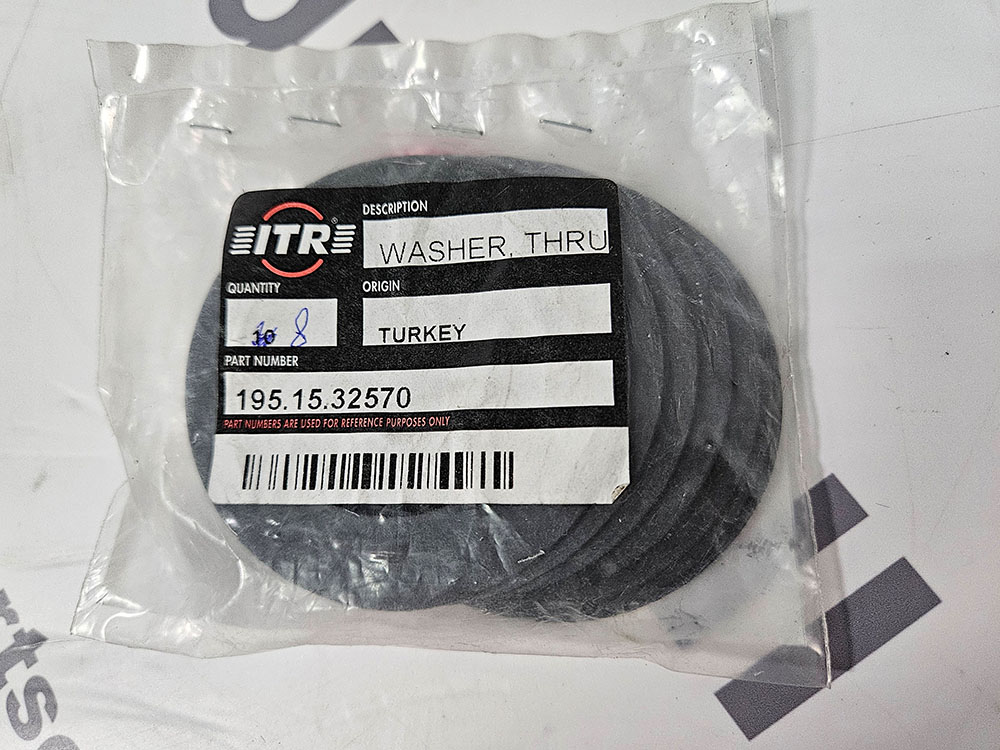 ITR®
DESCRIPTION
WASHER, THRU
QUANTITY
10 8
ORIGIN
TURKEY
PART NUMBER
195.15.32570
PART NUMBERS ARE USED FOR REFERENCE PURPOSES ONLY
rts